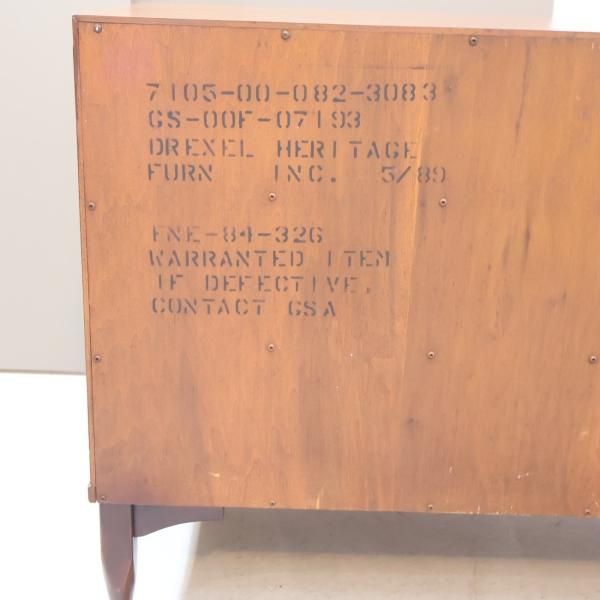 7105-00-082-3083
GS-00F-07193
DREXEL HERITAGE
FURN INC. 5/89
FNE-84-326
WARRANTED ITEM
IF DEFECTIVE,
CONTACT GSA